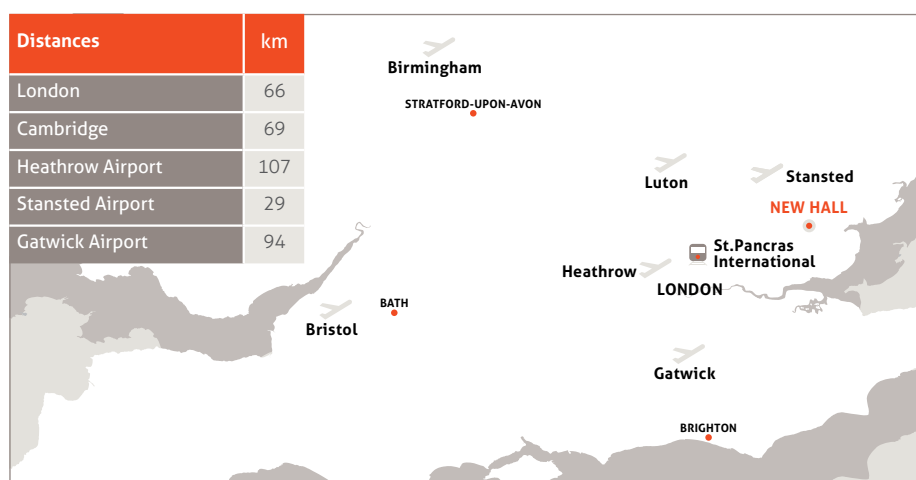 Distances km
London 66
Cambridge 69
Heathrow Airport 107
Stansted Airport 29
Gatwick Airport 94
Birmingham
STRATFORD-UPON-AVON
Luton
Stansted
NEW HALL
St.Pancras
International
Heathrow
LONDON
BATH
Bristol
Gatwick
BRIGHTON